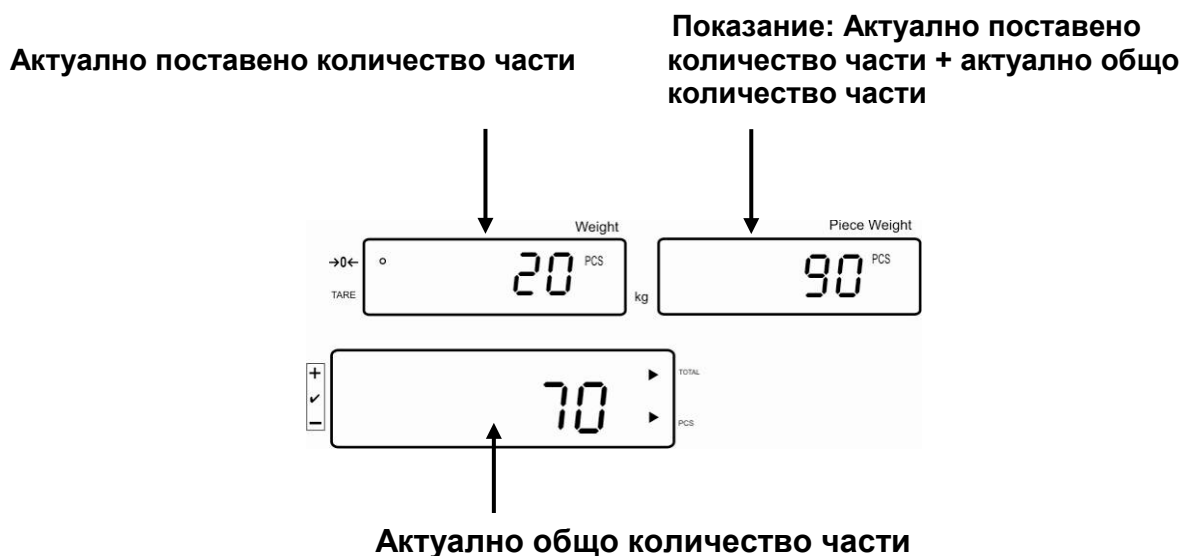 Показание: Актуално поставено
Актуално поставено количество части
количество части + актуално общо
количество части
Weight
Piece Weight
→0←
20
PCS
90
PCS
TARE
kg
+
✔
−
70
TOTAL
PCS
Актуално общо количество части